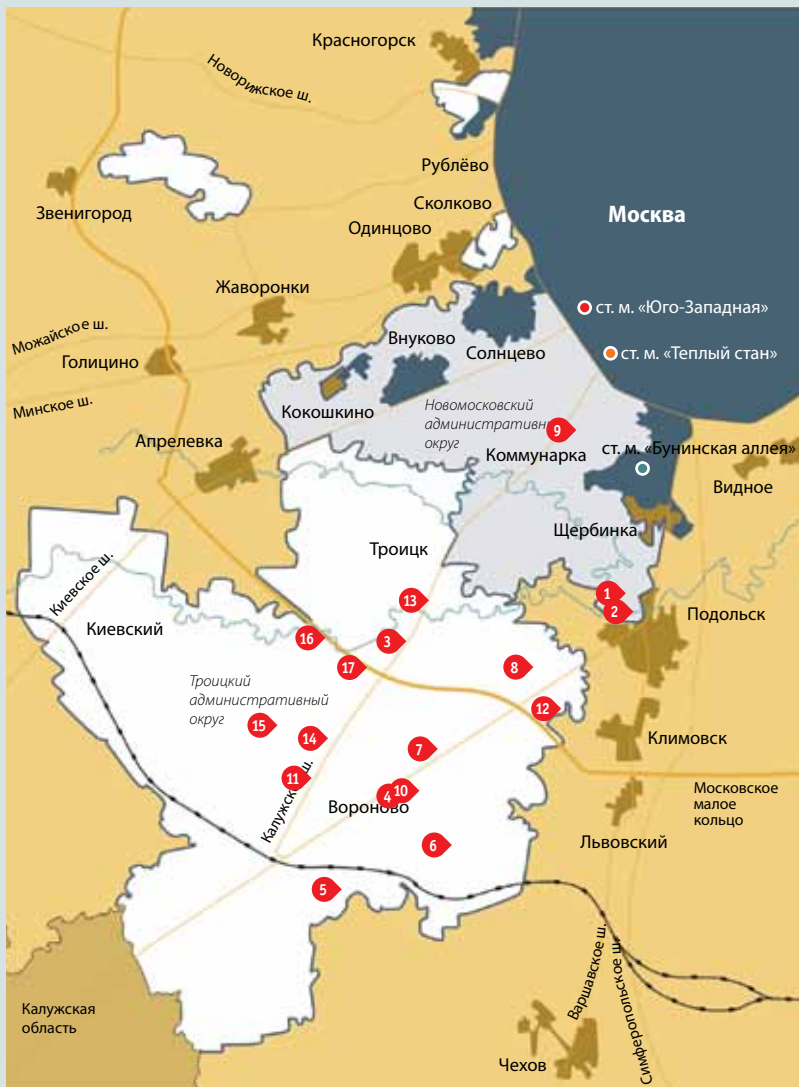 Красногорск
Новорижское ш.
Рублёво
Звенигород
Сколково
Москва
Одинцово
Жаворонки
ст. м. «Юго-Западная»
Можайское ш.
Внуково
Солнцево
ст. м. «Теплый стан»
Голицино
Минское ш.
Кокошкино
Новомосковский
административн
округ
9
Апрелевка
Коммунарка
ст. м. «Бунинская аллея»
Видное
Щербинка
Троицк
Киевское ш.
1
13
2
Подольск
Киевский
16
3
17
8
Троицкий
административный
округ
12
15
14
Климовск
7
11
Калужское ш.
4
10
Вороново
Московское
малое
кольцо
Львовский
6
5
Варшавское ш.
Симферопольское ш.
Калужская
область
Чехов